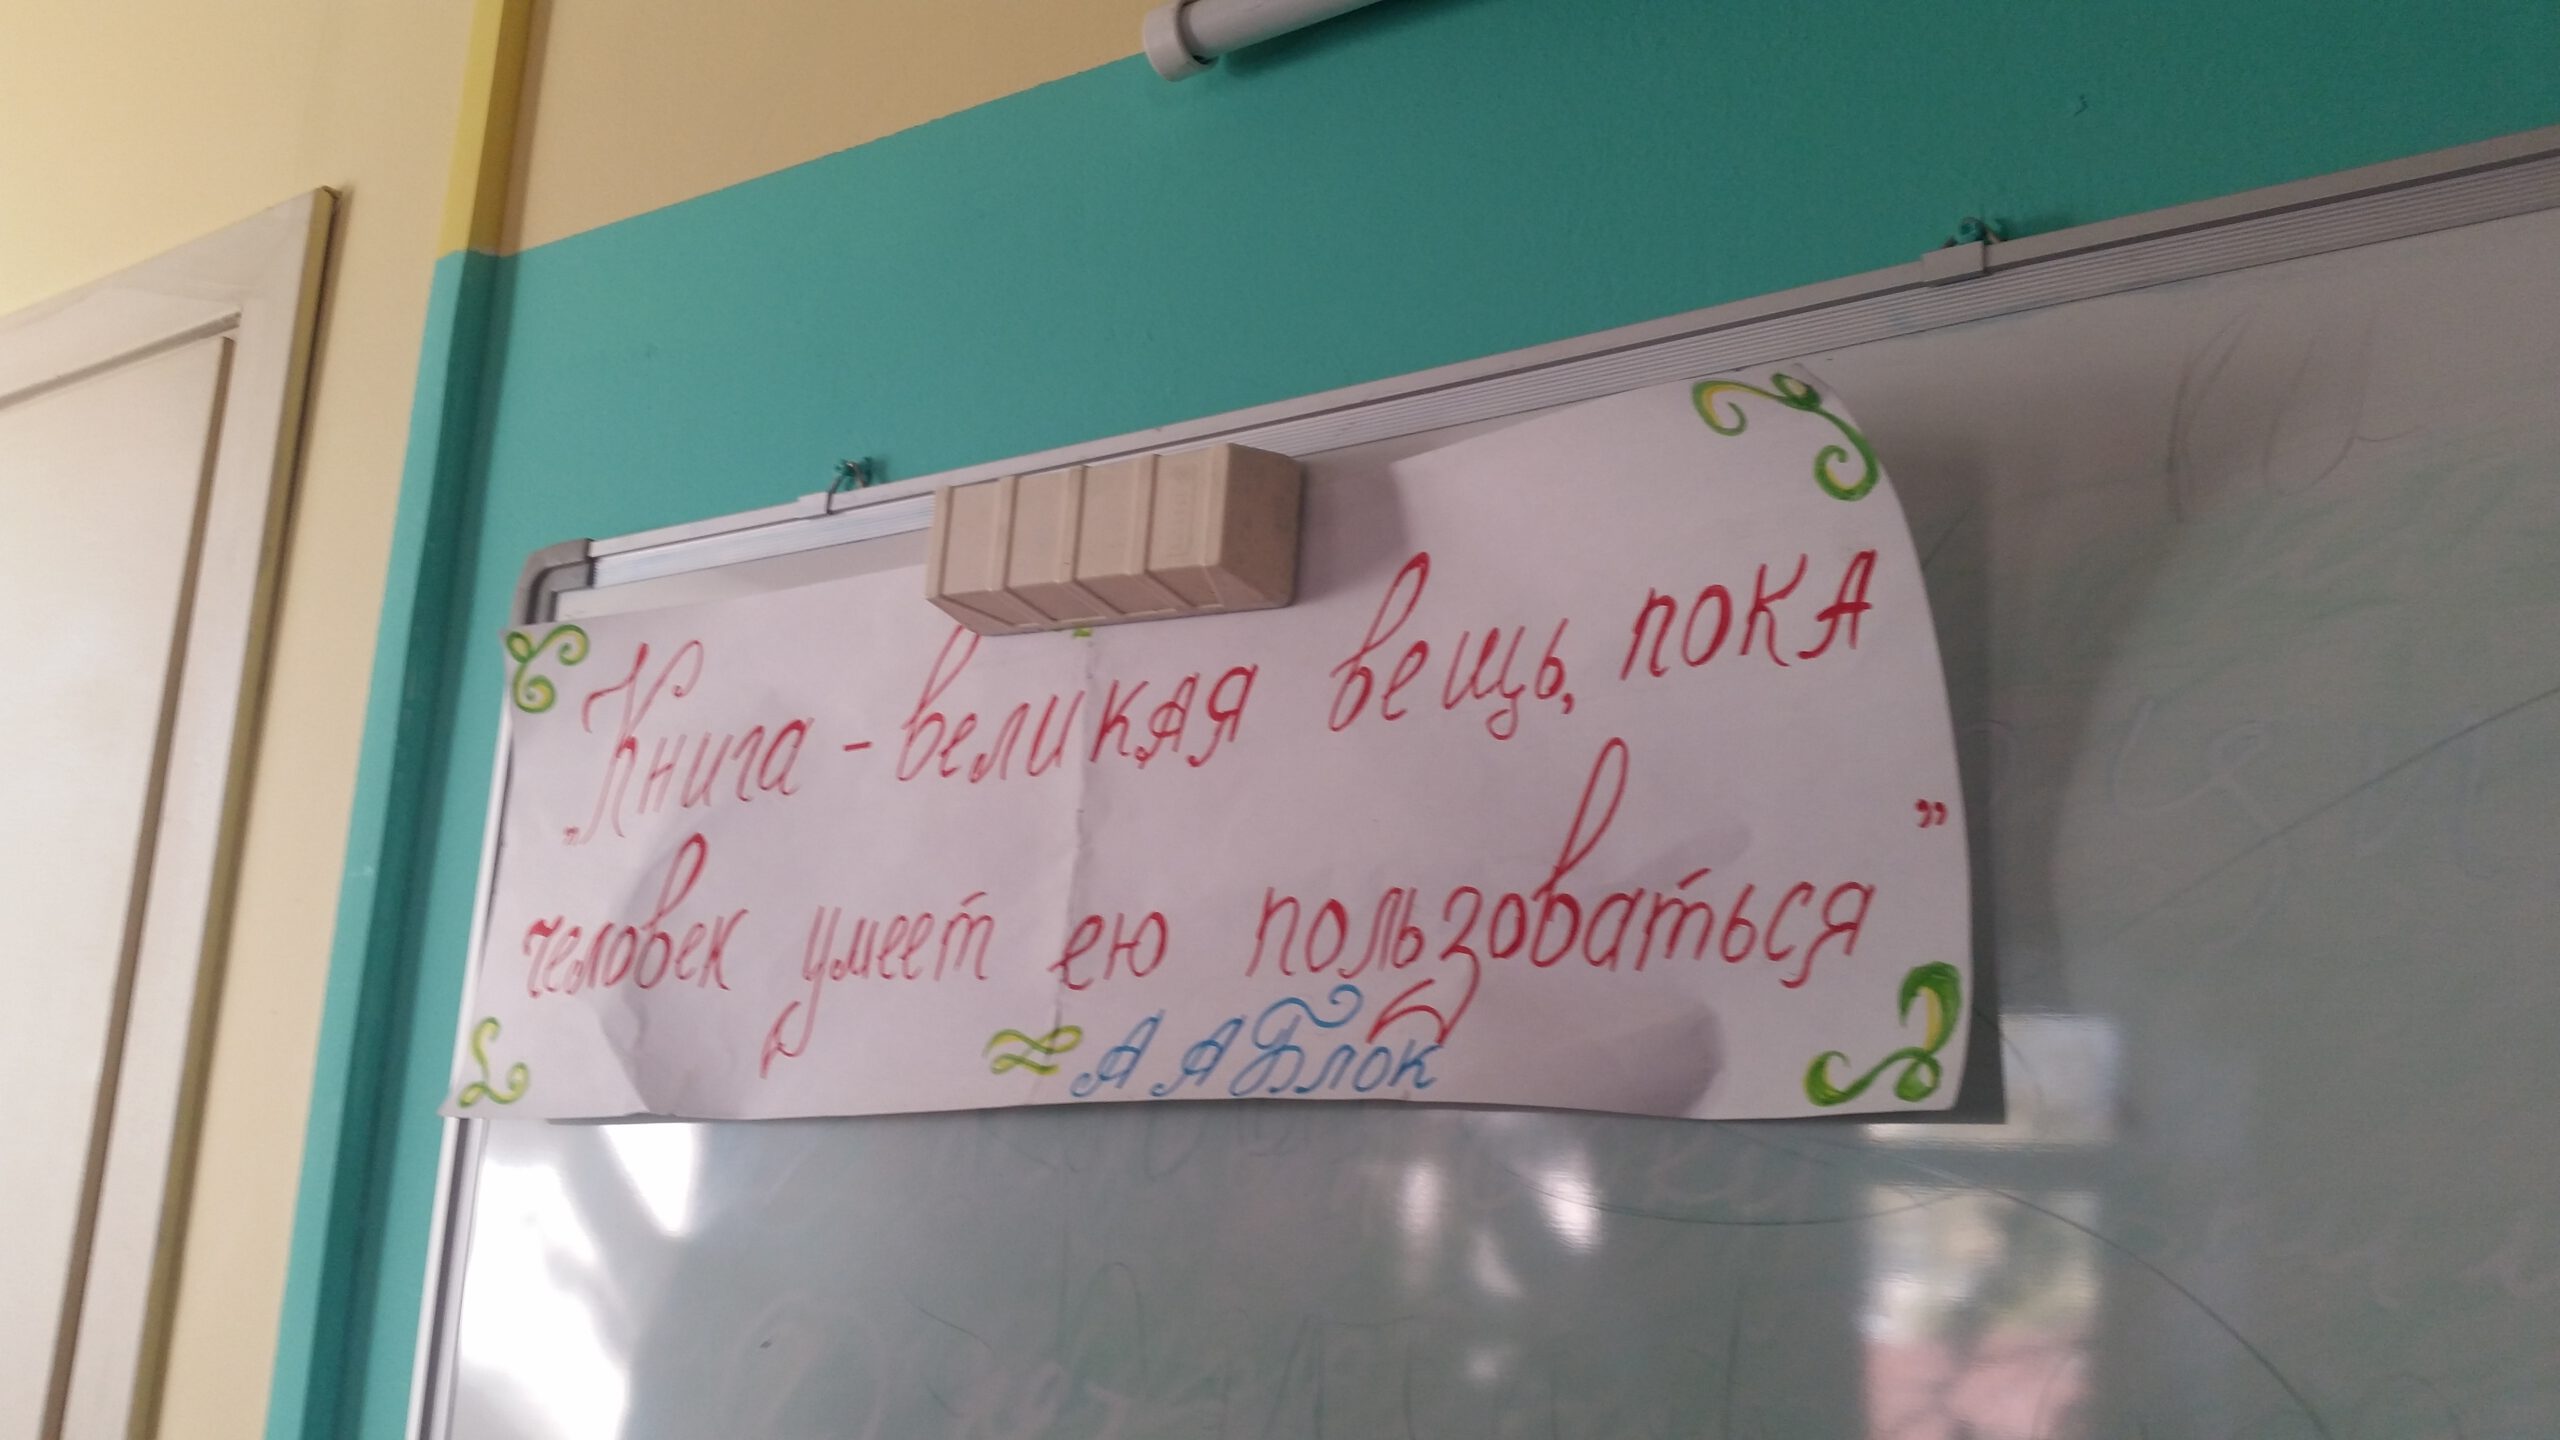 „Книга - великая вещь, пока
человек умеет ею пользоваться”
А А Блок